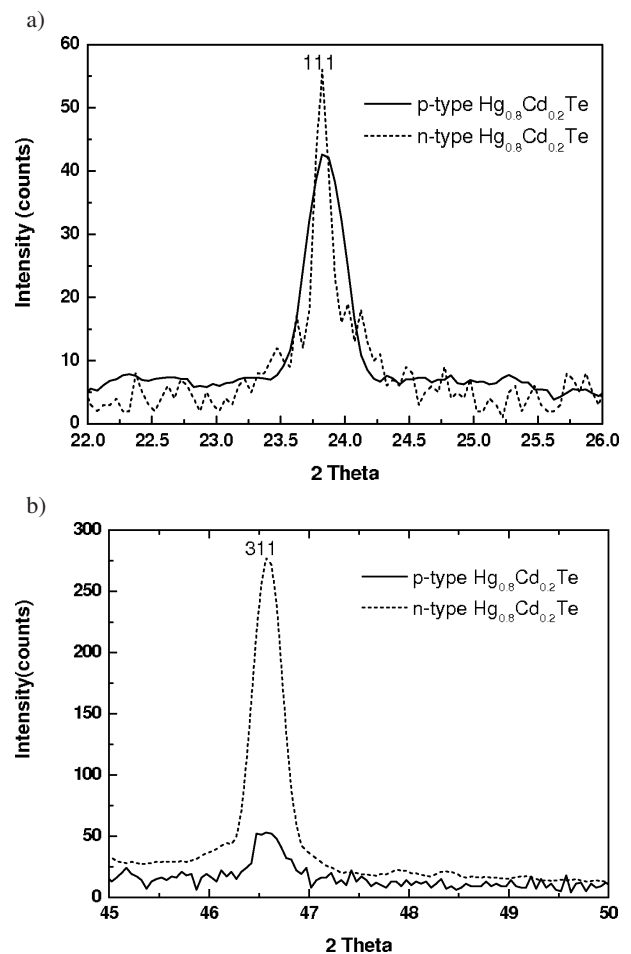 a)
60
50
40
30
20
10
0
Intensity (counts)
111
p-type Hg0.8Cd0.2Te
n-type Hg0.8Cd0.2Te
22.0 22.5 23.0 23.5 24.0 24.5 25.0 25.5 26.0
2 Theta
b)
300
250
200
150
100
50
0
Intensity(counts)
311
p-type Hg0.8Cd0.2Te
n-type Hg0.8Cd0.2Te
45 46 47 48 49 50
2 Theta